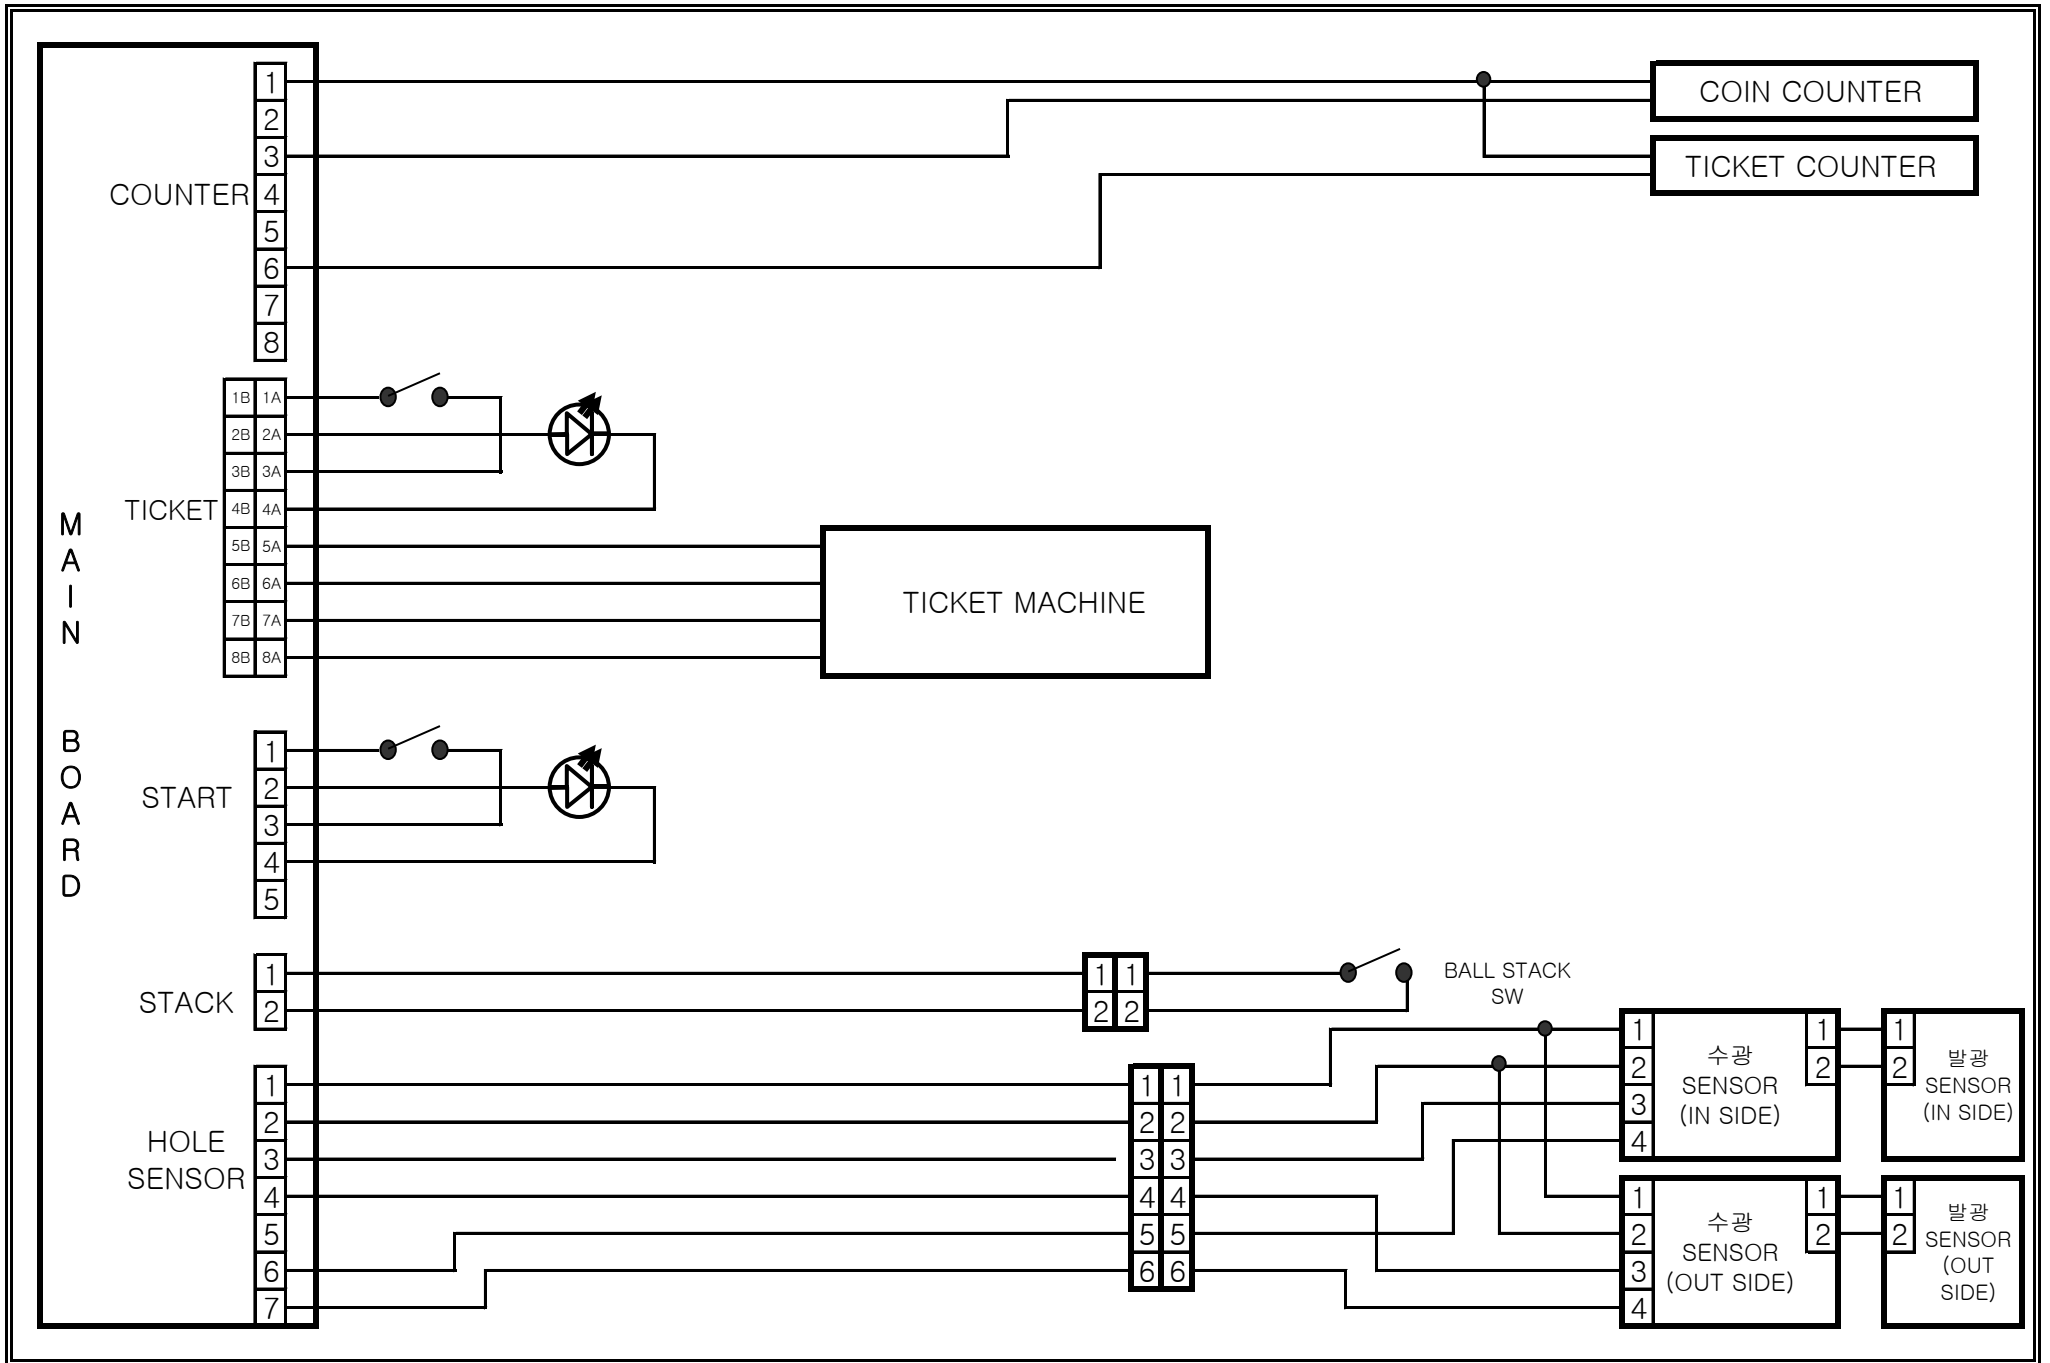 MAIN
BOARD
COUNTER
1
2
3
4
5
6
7
8
COIN COUNTER
TICKET COUNTER
TICKET
1B 1A
2B 2A
3B 3A
4B 4A
5B 5A
6B 6A
7B 7A
8B 8A
TICKET MACHINE
START
1
2
3
4
5
STACK
1
2
1 1
2 2
BALL STACK
SW
HOLE
SENSOR
1
2
3
4
5
6
7
1 1
2 2
3 3
4 4
5 5
6 6
1
2
3
4
수광
SENSOR
(IN SIDE)
1
2
1
2
발광
SENSOR
(IN SIDE)
1
2
3
4
수광
SENSOR
(OUT SIDE)
1
2
1
2
발광
SENSOR
(OUT
SIDE)